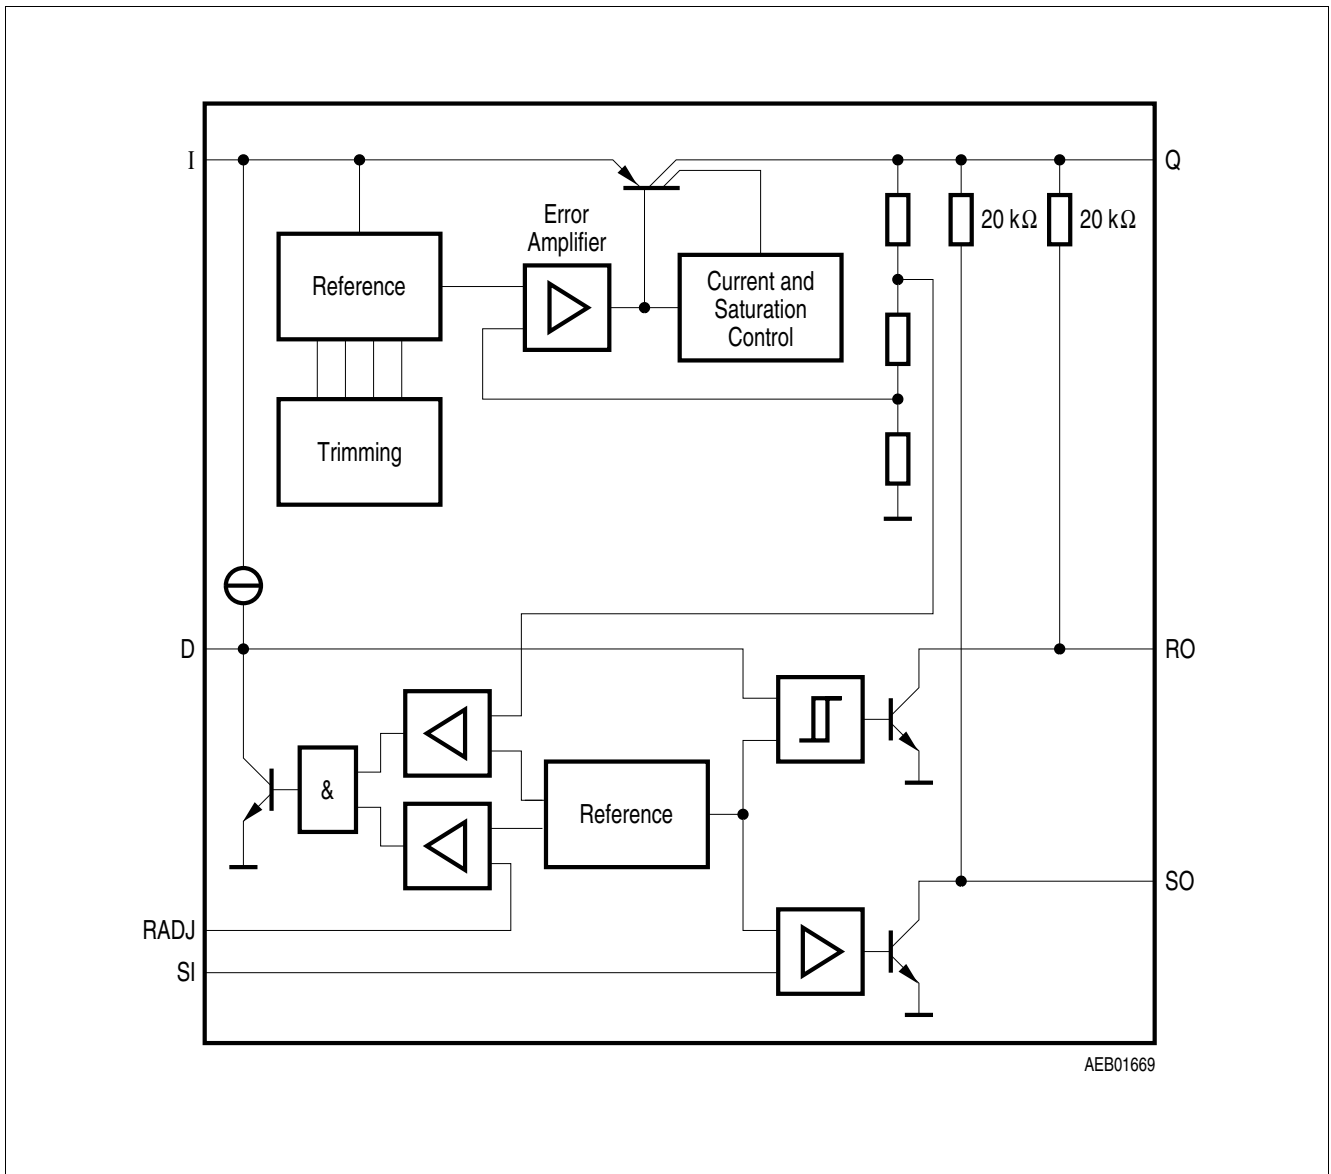 I
Q
Error
Amplifier
20 kΩ
20 kΩ
Reference
Current and
Saturation
Control
Trimming
D
RO
&
Reference
SO
RADJ
SI
AEB01669